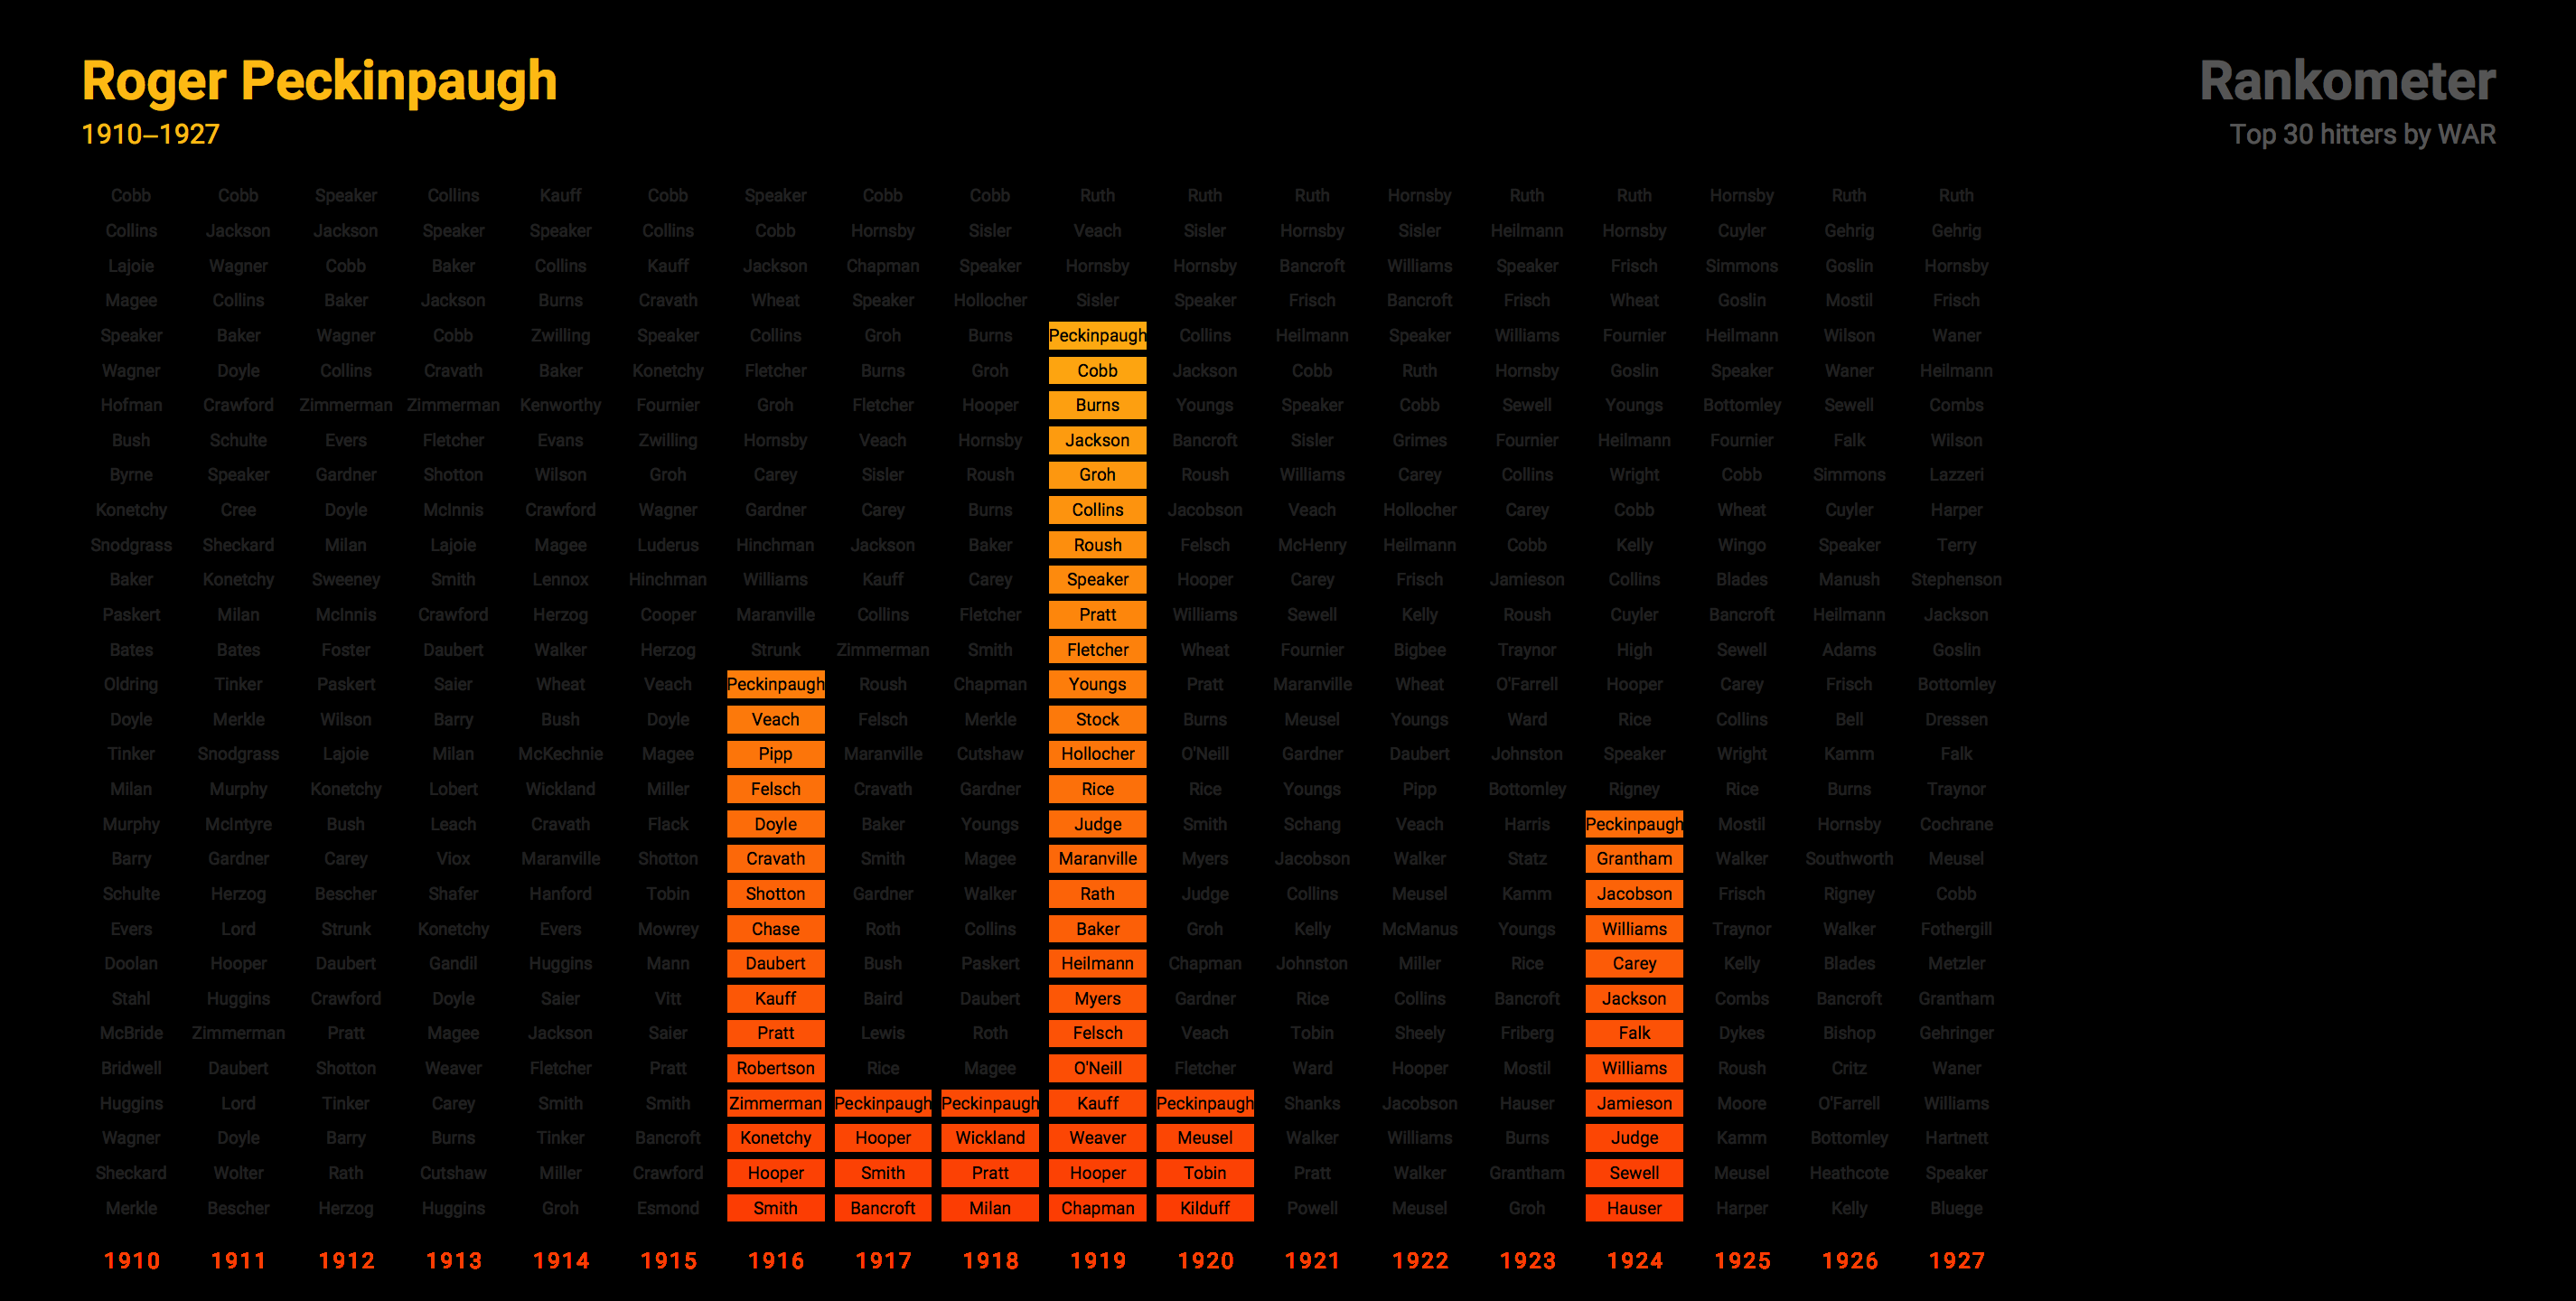 Roger Peckinpaugh Rankometer
1910–1927 Top 30 hitters by WAR
Cobb Cobb Speaker Collins Kauff Cobb Speaker Cobb Cobb Ruth Ruth Ruth Hornsby Ruth Ruth Hornsby Ruth Ruth
Collins Jackson Jackson Speaker Speaker Collins Cobb Hornsby Sisler Veach Sisler Hornsby Sisler Heilmann Hornsby Cuyler Gehrig Gehrig
Lajoie Wagner Cobb Baker Collins Kauff Jackson Chapman Speaker Hornsby Hornsby Bancroft Williams Speaker Frisch Simmons Goslin Hornsby
Magee Collins Baker Jackson Burns Cravath Wheat Speaker Hollocher Sisler Speaker Frisch Bancroft Frisch Wheat Goslin Mostil Frisch
Speaker Baker Wagner Cobb Zwilling Speaker Collins Groh Burns Peckinpaugh Collins Heilmann Speaker Williams Fournier Heilmann Wilson Waner
Wagner Doyle Collins Cravath Baker Konetchy Fletcher Burns Groh Cobb Jackson Cobb Ruth Hornsby Goslin Speaker Waner Heilmann
Hofman Crawford Zimmerman Zimmerman Kenworthy Fournier Groh Fletcher Hooper Burns Youngs Speaker Cobb Sewell Youngs Bottomley Sewell Combs
Bush Schulte Evers Fletcher Evans Zwilling Hornsby Veach Hornsby Jackson Bancroft Sisler Grimes Fournier Heilmann Fournier Falk Wilson
Byrne Speaker Gardner Shotton Wilson Groh Carey Sisler Roush Groh Roush Williams Carey Collins Wright Cobb Simmons Lazzeri
Konetchy Cree Doyle McInnis Crawford Wagner Gardner Carey Burns Collins Jacobson Veach Hollocher Carey Cobb Wheat Cuyler Harper
Snodgrass Sheckard Milan Lajoie Magee Luderus Hinchman Jackson Baker Roush Felsch McHenry Heilmann Cobb Kelly Wingo Speaker Terry
Baker Konetchy Sweeney Smith Lennox Hinchman Williams Kauff Carey Speaker Hooper Carey Frisch Jamieson Collins Blades Manush Stephenson
Paskert Milan McInnis Crawford Herzog Cooper Maranville Collins Fletcher Pratt Williams Sewell Kelly Roush Cuyler Bancroft Heilmann Jackson
Bates Bates Foster Daubert Walker Herzog Strunk Zimmerman Smith Fletcher Wheat Fournier Bigbee Traynor High Sewell Adams Goslin
Oldring Tinker Paskert Saier Wheat Veach Peckinpaugh Roush Chapman Youngs Pratt Maranville Wheat O'Farrell Hooper Carey Frisch Bottomley
Doyle Merkle Wilson Barry Bush Doyle Veach Felsch Merkle Stock Burns Meusel Youngs Ward Rice Collins Bell Dressen
Tinker Snodgrass Lajoie Milan McKechnie Magee Pipp Maranville Cutshaw Hollocher O'Neill Gardner Daubert Johnston Speaker Wright Kamm Falk
Milan Murphy Konetchy Lobert Wickland Miller Felsch Cravath Gardner Rice Rice Youngs Pipp Bottomley Rigney Rice Burns Traynor
Murphy McIntyre Bush Leach Cravath Flack Doyle Baker Youngs Judge Smith Schang Veach Harris Peckinpaugh Mostil Hornsby Cochrane
Barry Gardner Carey Viox Maranville Shotton Cravath Smith Magee Maranville Myers Jacobson Walker Statz Grantham Walker Southworth Meusel
Schulte Herzog Bescher Shafer Hanford Tobin Shotton Gardner Walker Rath Judge Collins Meusel Kamm Jacobson Frisch Rigney Cobb
Evers Lord Strunk Konetchy Evers Mowrey Chase Roth Collins Baker Groh Kelly McManus Youngs Williams Traynor Walker Fothergill
Doolan Hooper Daubert Gandil Huggins Mann Daubert Bush Paskert Heilmann Chapman Johnston Miller Rice Carey Kelly Blades Metzler
Stahl Huggins Crawford Doyle Saier Vitt Kauff Baird Daubert Myers Gardner Rice Collins Bancroft Jackson Combs Bancroft Grantham
McBride Zimmerman Pratt Magee Jackson Saier Pratt Lewis Roth Felsch Veach Tobin Sheely Friberg Falk Dykes Bishop Gehringer
Bridwell Daubert Shotton Weaver Fletcher Pratt Robertson Rice Magee O'Neill Fletcher Ward Hooper Mostil Williams Roush Critz Waner
Huggins Lord Tinker Carey Smith Smith Zimmerman Peckinpaugh Peckinpaugh Kauff Peckinpaugh Shanks Jacobson Hauser Jamieson Moore O'Farrell Williams
Wagner Doyle Barry Burns Tinker Bancroft Konetchy Hooper Wickland Weaver Meusel Walker Williams Burns Judge Kamm Bottomley Hartnett
Sheckard Wolter Rath Cutshaw Miller Crawford Hooper Smith Pratt Hooper Tobin Pratt Walker Grantham Sewell Meusel Heathcote Speaker
Merkle Bescher Herzog Huggins Groh Esmond Smith Bancroft Milan Chapman Kilduff Powell Meusel Groh Hauser Harper Kelly Bluege
1910 1911 1912 1913 1914 1915 1916 1917 1918 1919 1920 1921 1922 1923 1924 1925 1926 1927